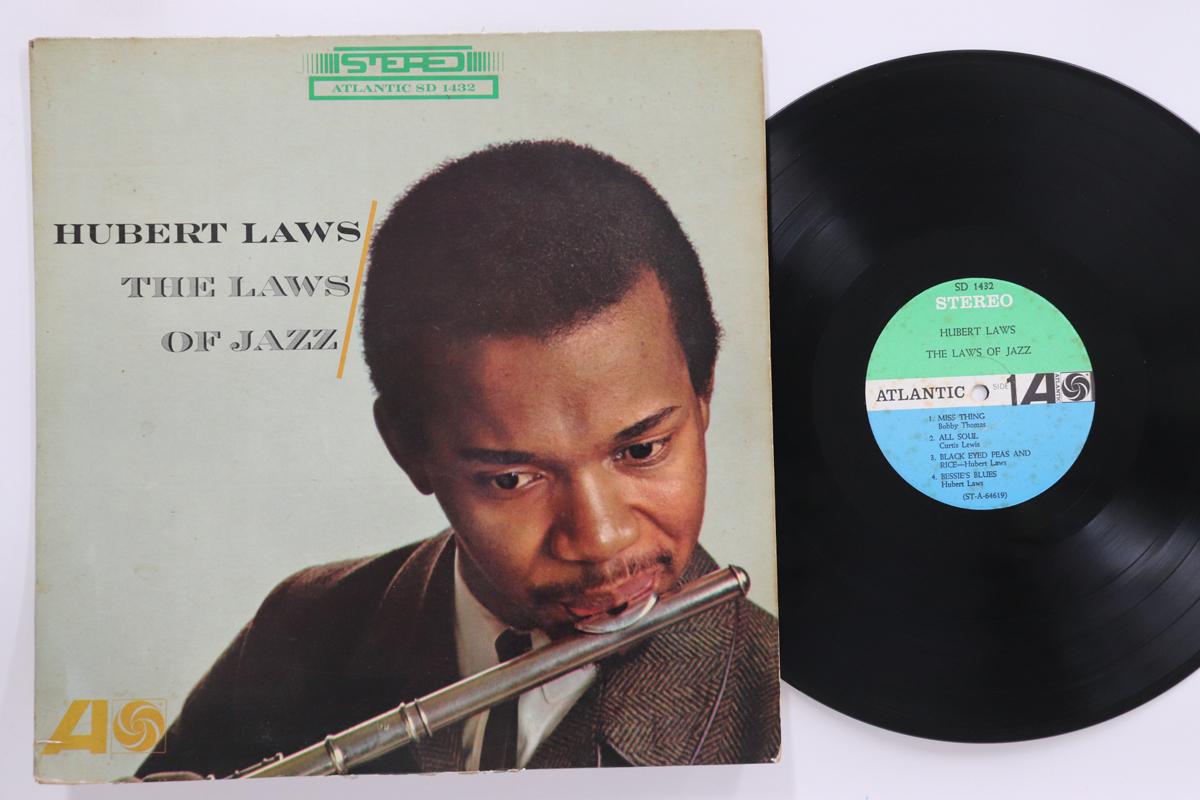 STEREO
ATLANTIC SD 1432
HUBERT LAWS
THE LAWS
OF JAZZ
A
SD 1432
STEREO
HUBERT LAWS
THE LAWS OF JAZZ
ATLANTIC SIDE 1 A ATLANTIC
1. MISS THING
Bobby Thomas
2. ALL SOUL
Curtis Lewis
3. BLACK EYED PEAS AND
RICE—Hubert Laws
4. BESSIE'S BLUES
Hubert Laws
(ST-A-64619)